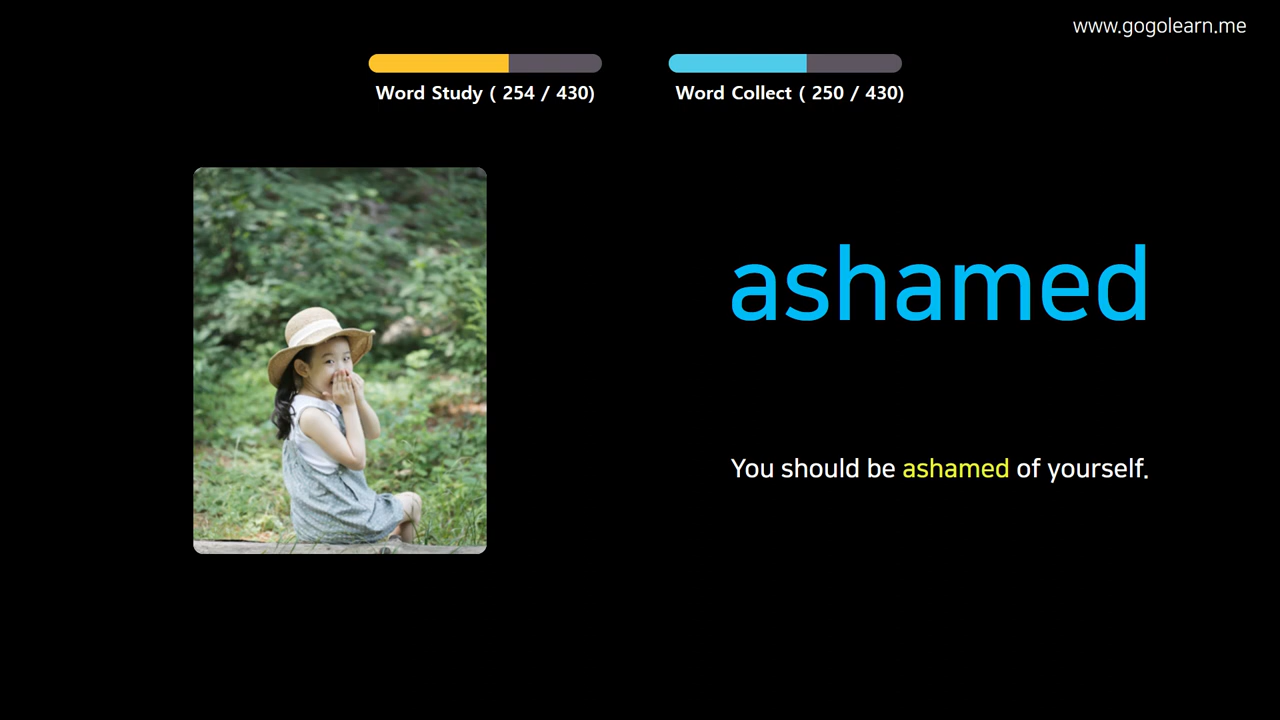 www.gogolearn.me
Word Study ( 254 / 430)
Word Collect ( 250 / 430)
ashamed
You should be ashamed of yourself.